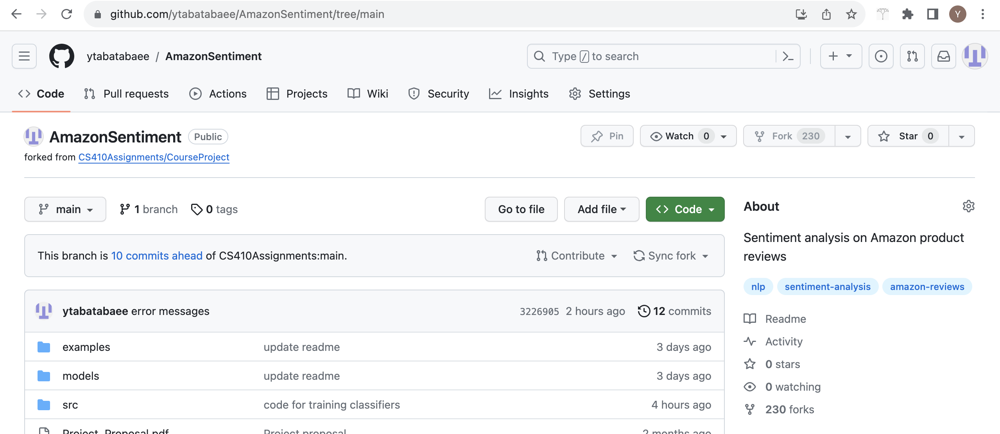 github.com/ytabatabaee/AmazonSentiment/tree/main
Y
ytabatabaee / AmazonSentiment
Type / to search
Code Pull requests Actions Projects Wiki Security Insights Settings
AmazonSentiment Public
Pin Watch 0 Fork 230 Star 0
forked from CS410Assignments/CourseProject
main 1 branch 0 tags Go to file Add file Code
About
Sentiment analysis on Amazon product
reviews
This branch is 10 commits ahead of CS410Assignments:main. Contribute Sync fork
nlp sentiment-analysis amazon-reviews
ytabatabaee error messages 3226905 2 hours ago 12 commits
examples update readme 3 days ago
models update readme 3 days ago
src code for training classifiers 4 hours ago
Project_Proposal.pdf Project proposal 2 months ago
Readme
Activity
0 stars
0 watching
230 forks